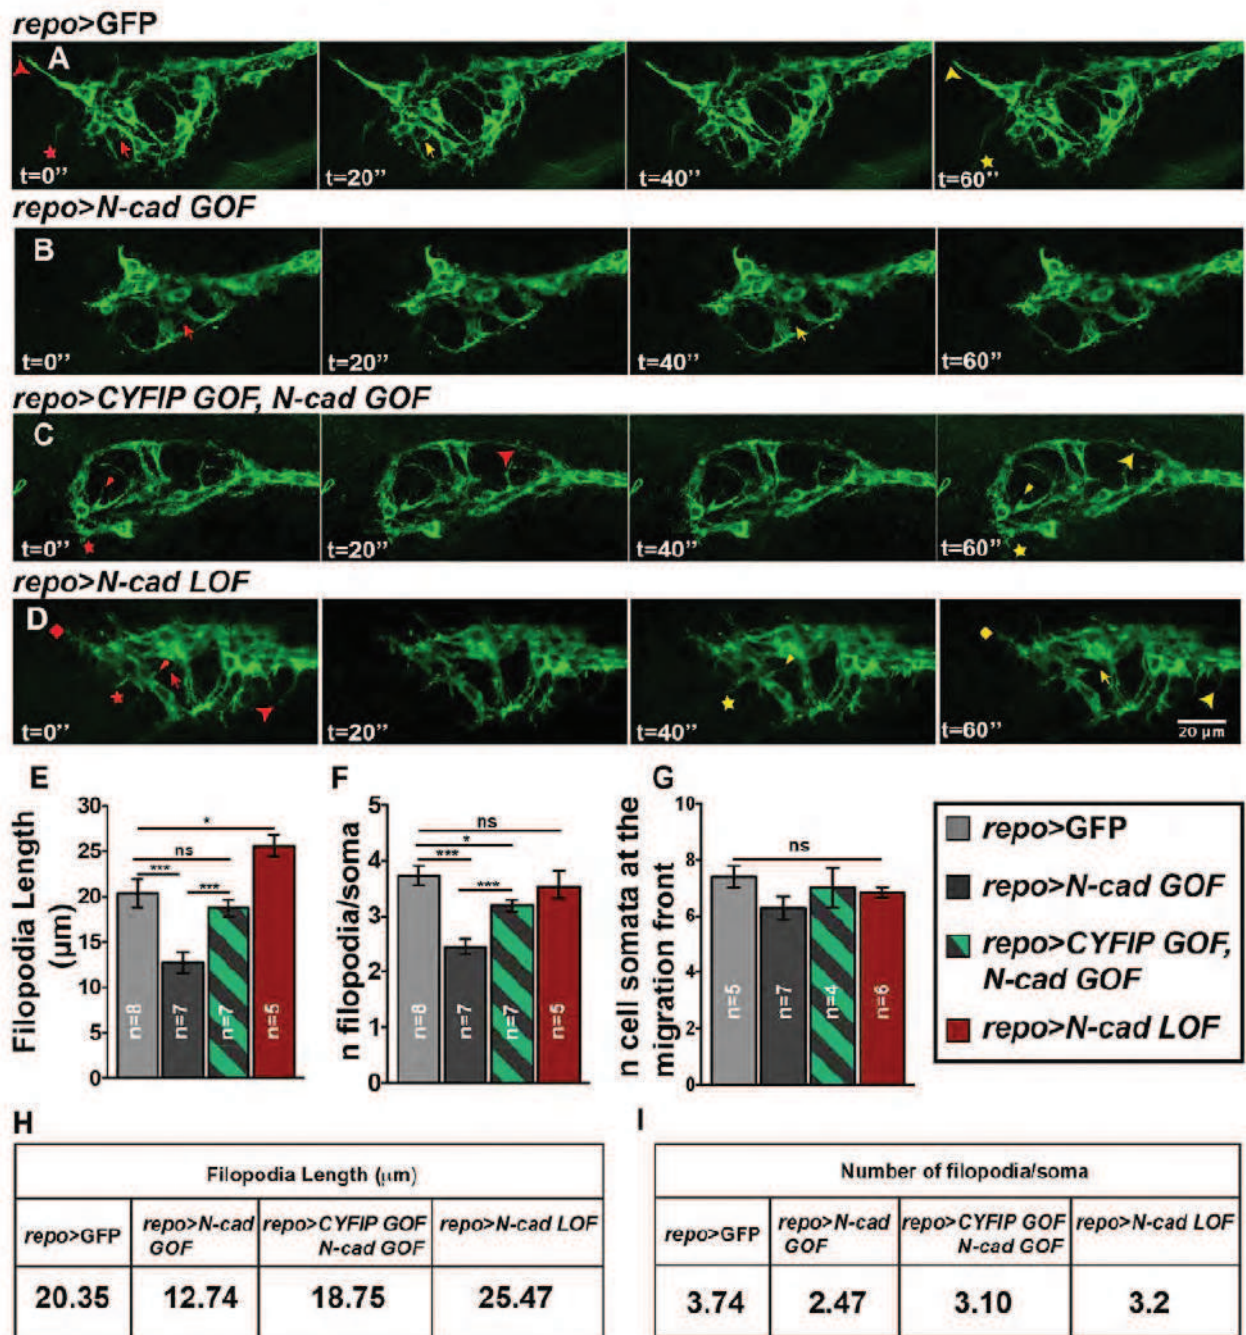 repo>GFP
A
t=0'' t=20'' t=40'' t=60''
repo>N-cad GOF
B
t=0'' t=20'' t=40'' t=60''
repo>CYFIP GOF, N-cad GOF
C
t=0'' t=20'' t=40'' t=60''
repo>N-cad LOF
D
t=0'' t=20'' t=40'' t=60''
20 µm
E
Filopodia Length
(µm)
30
25
20
15
10
5
0
*
ns
***
***
n=8 n=7 n=7 n=5
F
n filopodia/soma
5
4
3
2
1
0
ns
*
***
***
n=8 n=7 n=7 n=5
G
n cell somata at the
migration front
10
8
6
4
2
0
ns
n=5 n=7 n=4 n=6
repo>GFP
repo>N-cad GOF
repo>CYFIP GOF,
N-cad GOF
repo>N-cad LOF
H
Filopodia Length (µm)
repo>GFP repo>N-cad repo>CYFIP GOF repo>N-cad LOF
GOF N-cad GOF
20.35 12.74 18.75 25.47
I
Number of filopodia/soma
repo>GFP repo>N-cad repo>CYFIP GOF repo>N-cad LOF
GOF N-cad GOF
3.74 2.47 3.10 3.2